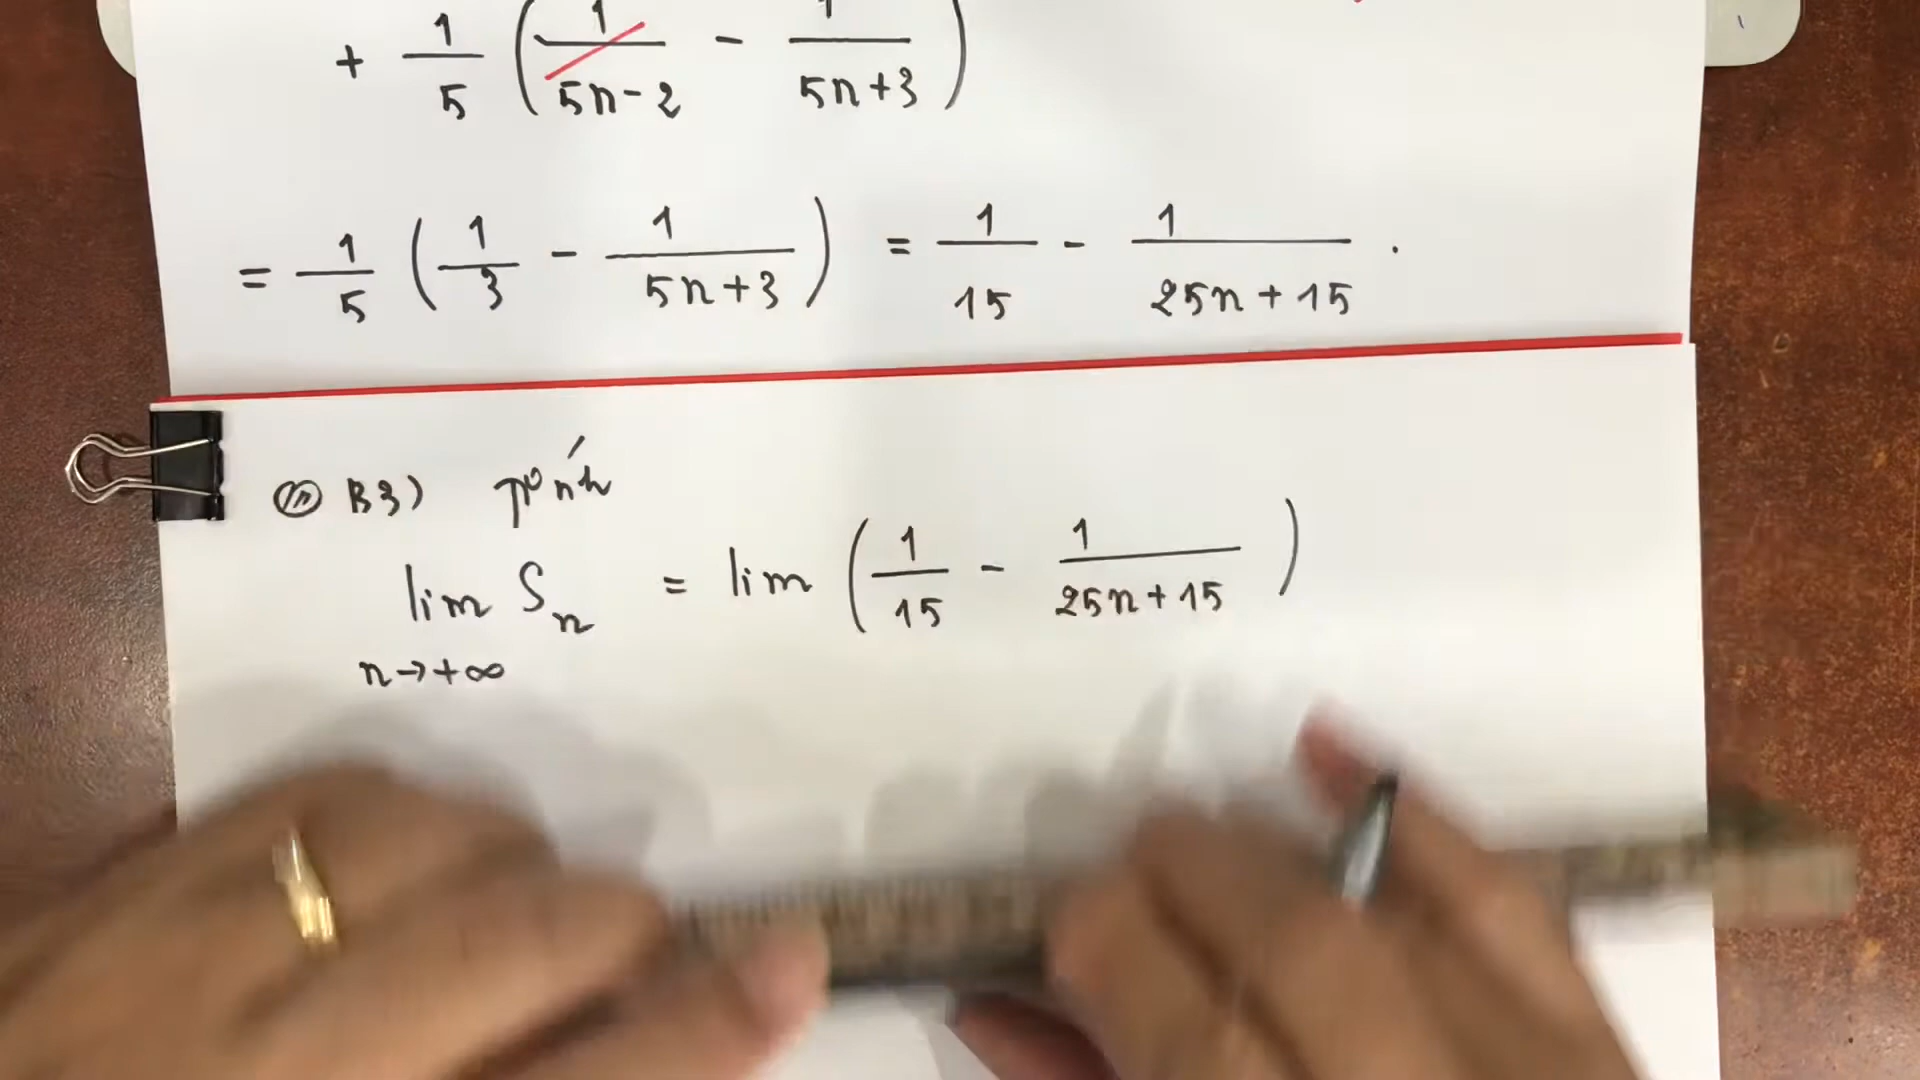 + 1/5 ( 1/(5n-2) - 1/(5n+3) )
= 1/5 ( 1/3 - 1/(5n+3) ) = 1/15 - 1/(25n+15) .
B3) Tính
lim S_n = lim ( 1/15 - 1/(25n+15) )
n→+∞